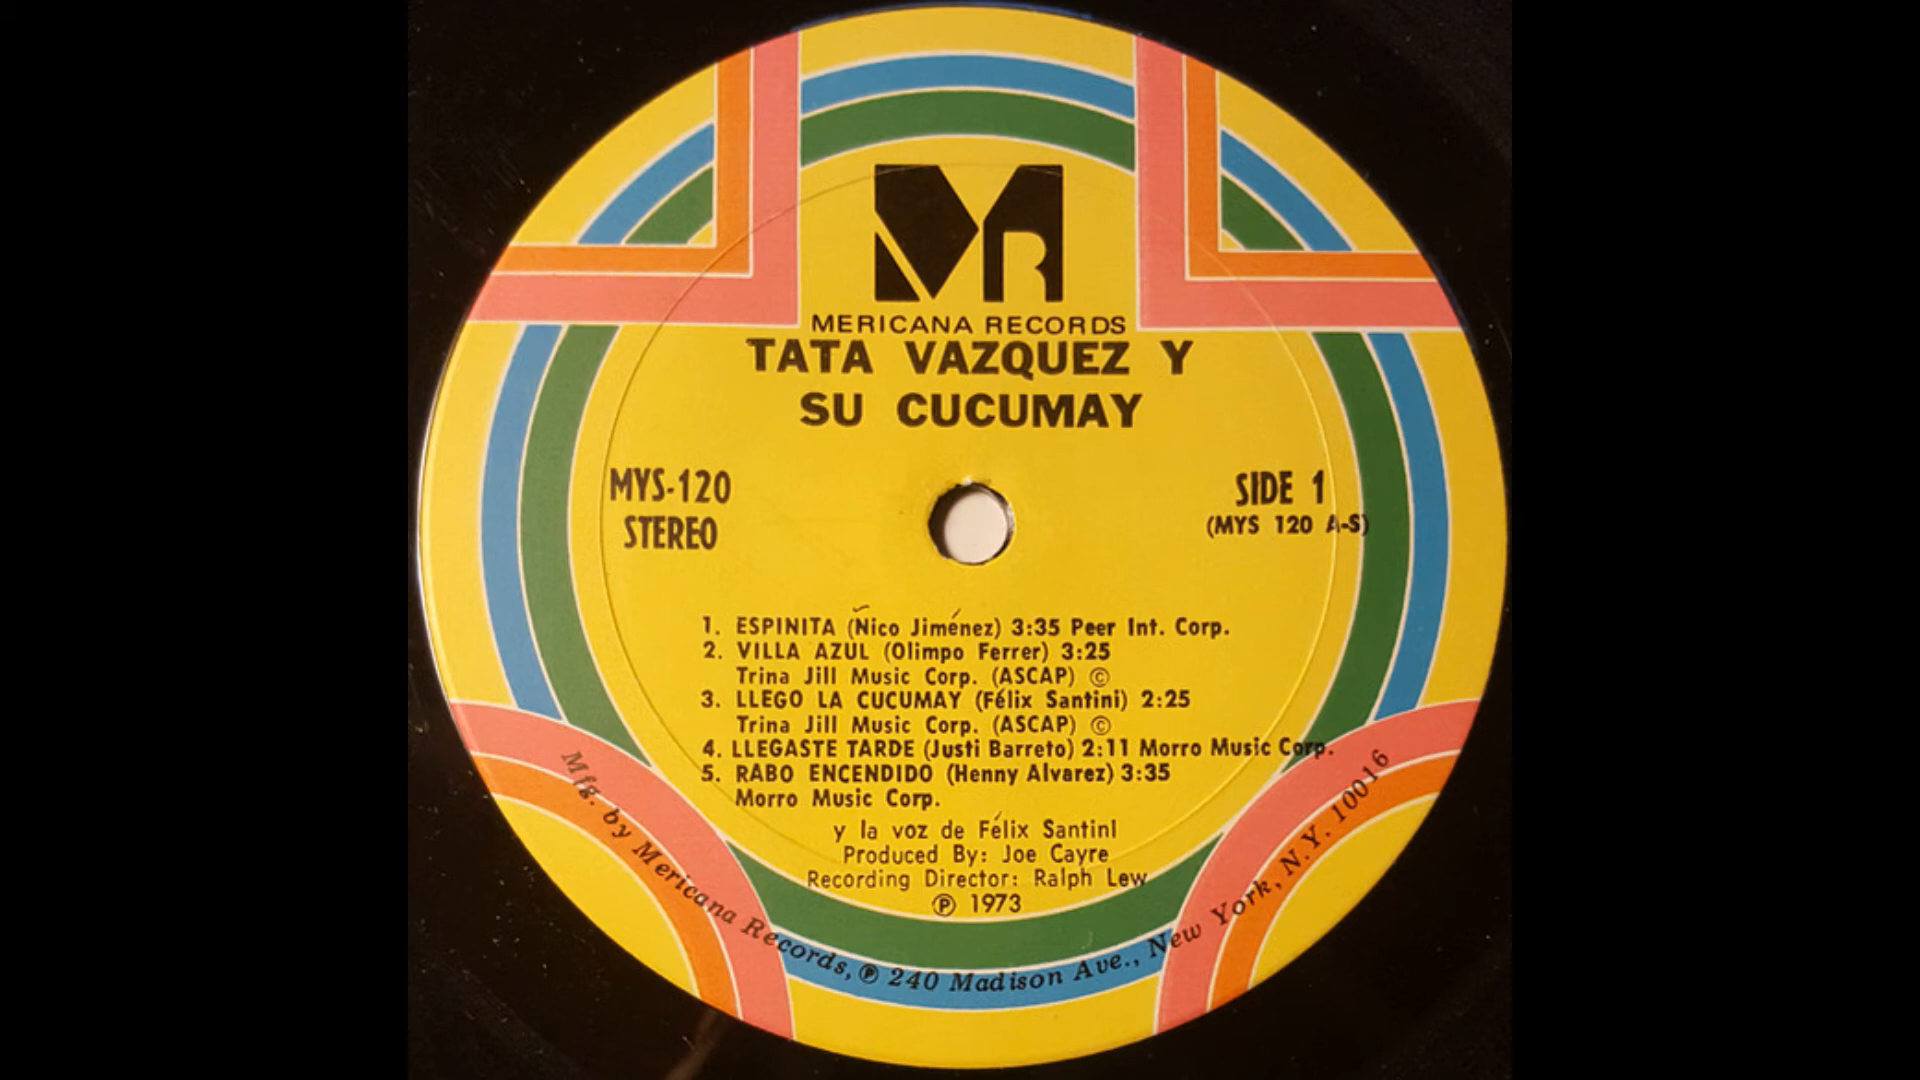 MR
MERICANA RECORDS
TATA VAZQUEZ Y
SU CUCUMAY
MYS-120
STEREO
SIDE 1
(MYS 120 A-S)
1. ESPINITA (Ñico Jiménez) 3:35 Peer Int. Corp.
2. VILLA AZUL (Olimpo Ferrer) 3:25
Trina Jill Music Corp. (ASCAP) ©
3. LLEGO LA CUCUMAY (Félix Santini) 2:25
Trina Jill Music Corp. (ASCAP) ©
4. LLEGASTE TARDE (Justi Barreto) 2:11 Morro Music Corp.
5. RABO ENCENDIDO (Henny Alvarez) 3:35
Morro Music Corp.
y la voz de Félix Santini
Produced By: Joe Cayre
Recording Director: Ralph Lew
℗ 1973
Mfg. by Mericana Records, ℗ 240 Madison Ave., New York, N.Y. 10016